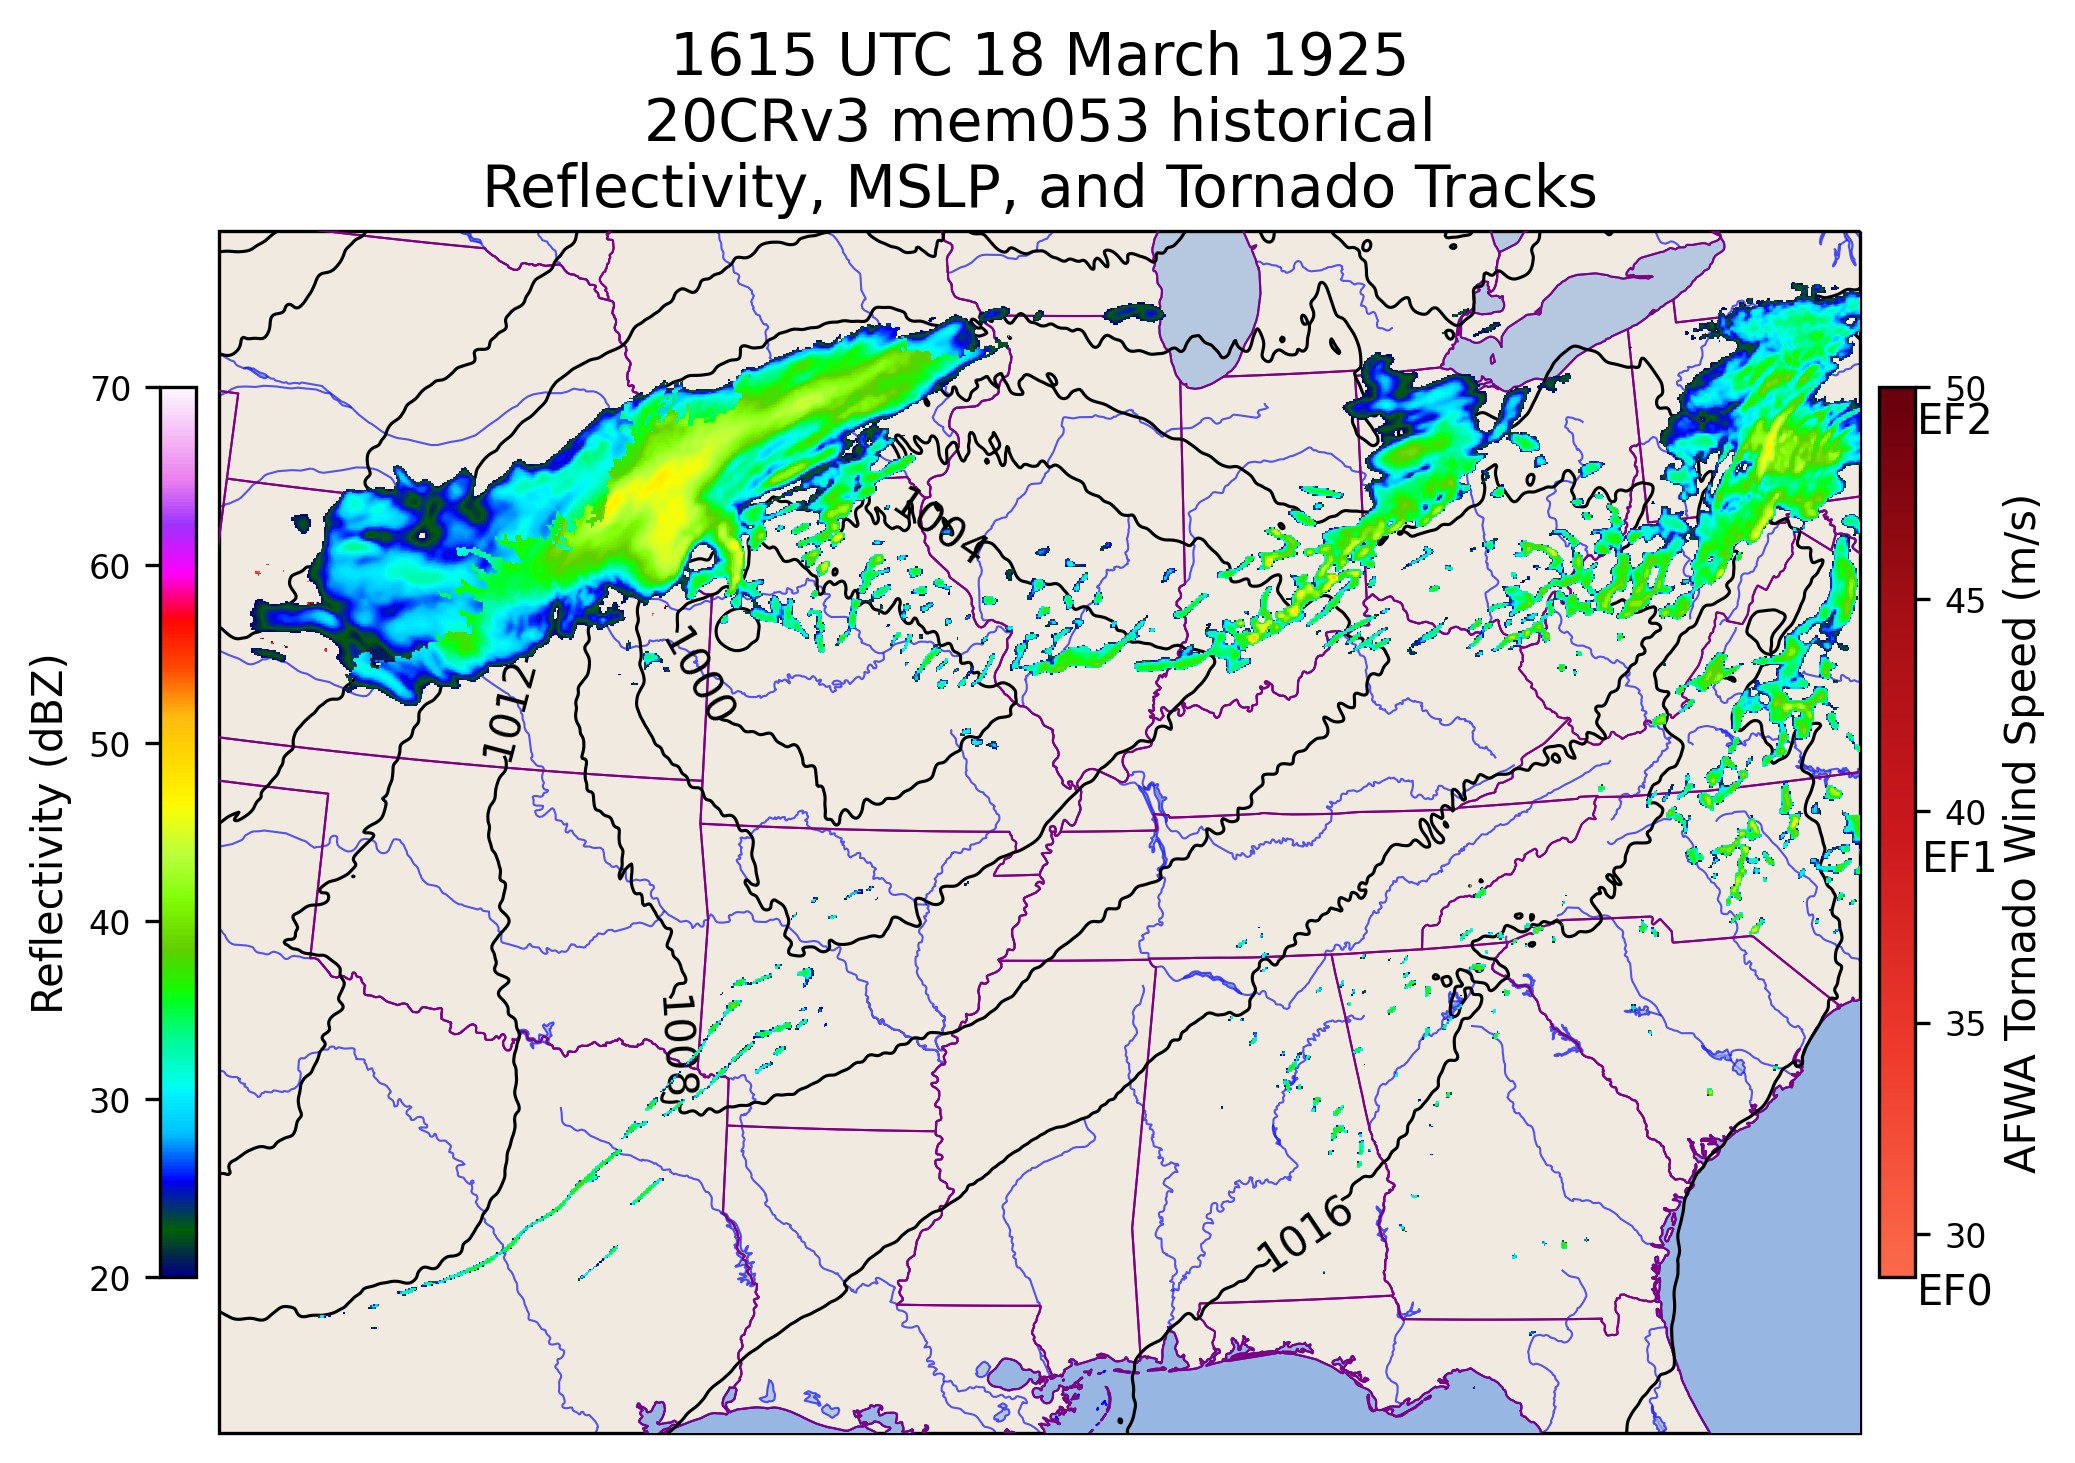 1615 UTC 18 March 1925
20CRv3 mem053 historical
Reflectivity, MSLP, and Tornado Tracks
Reflectivity (dBZ)
70
60
50
40
30
20
1004
1000
1012
1008
1016
50
EF2
45
40
EF1
35
30
EF0
AFWA Tornado Wind Speed (m/s)